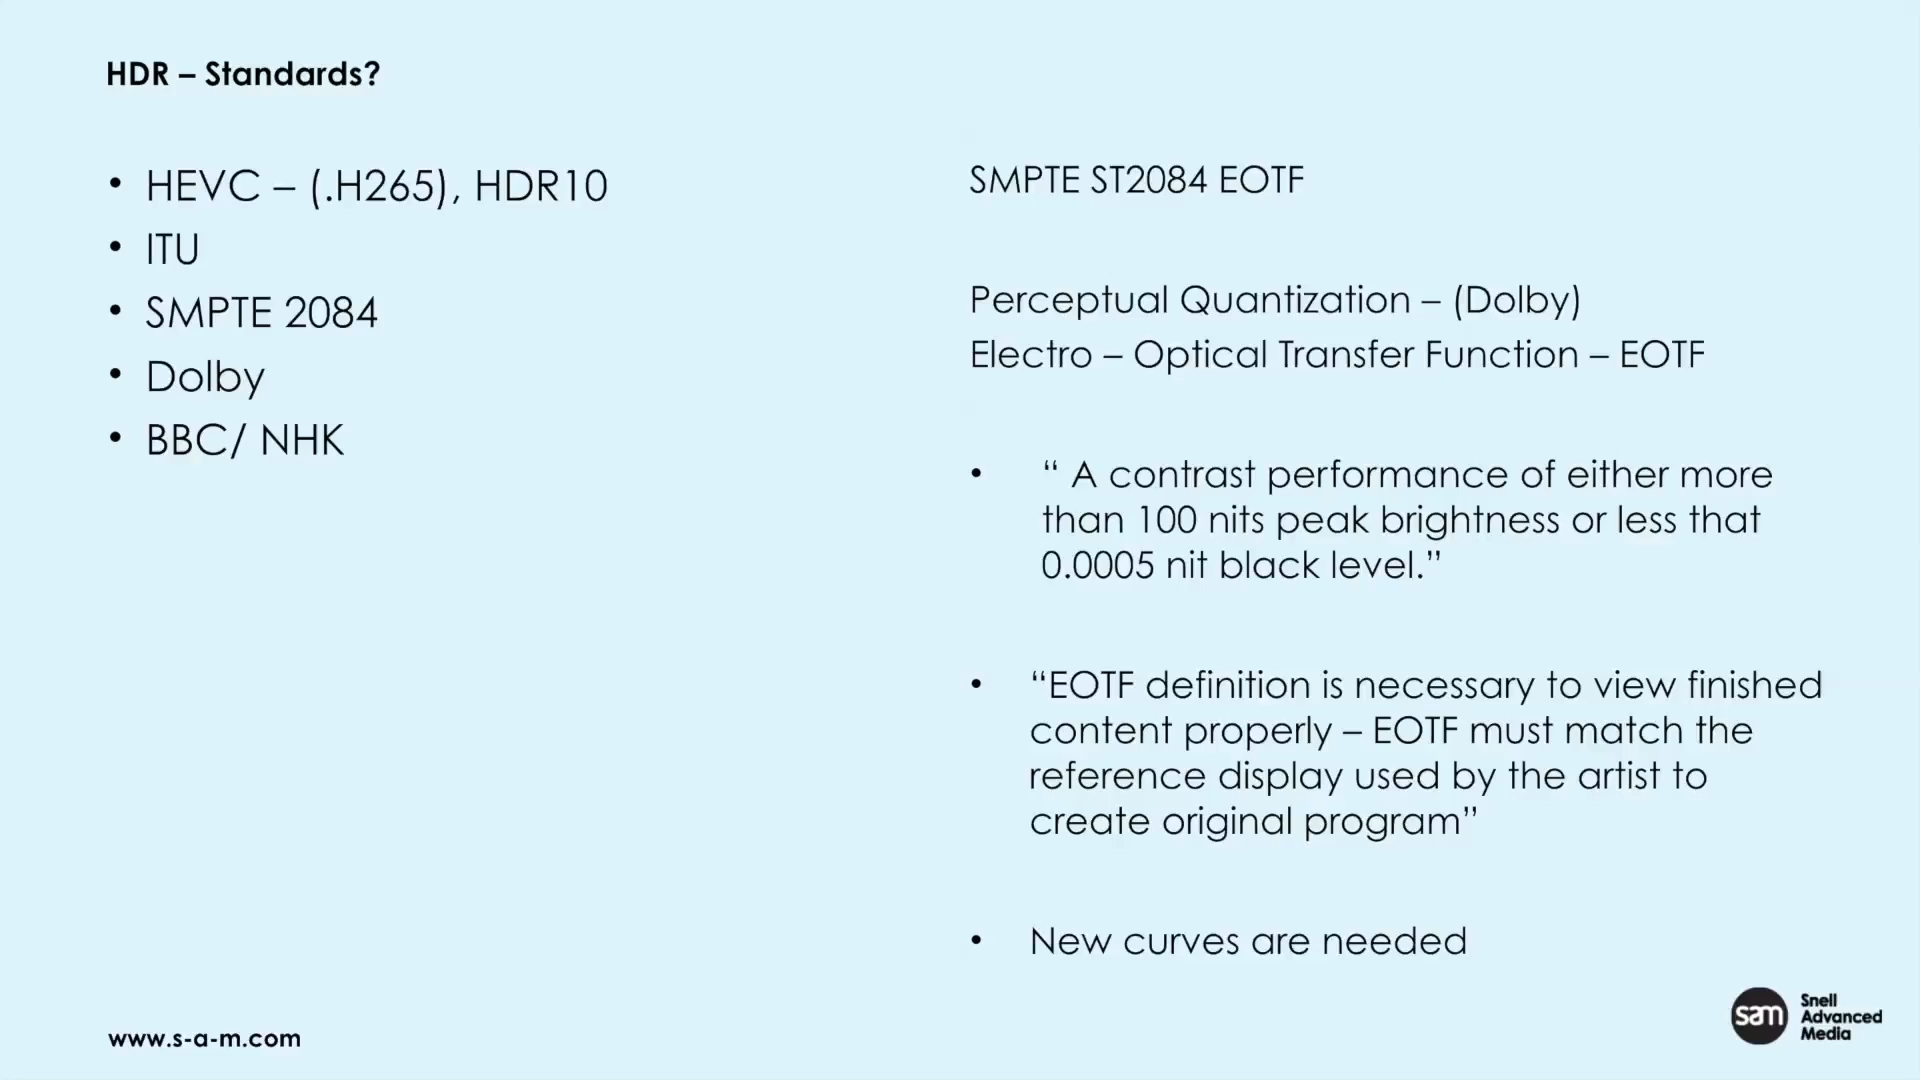 HDR – Standards?
• HEVC – (.H265), HDR10
• ITU
• SMPTE 2084
• Dolby
• BBC/ NHK
SMPTE ST2084 EOTF
Perceptual Quantization – (Dolby)
Electro – Optical Transfer Function – EOTF
• “ A contrast performance of either more
than 100 nits peak brightness or less that
0.0005 nit black level.”
• “EOTF definition is necessary to view finished
content properly – EOTF must match the
reference display used by the artist to
create original program”
• New curves are needed
www.s-a-m.com
sam
Snell
Advanced
Media